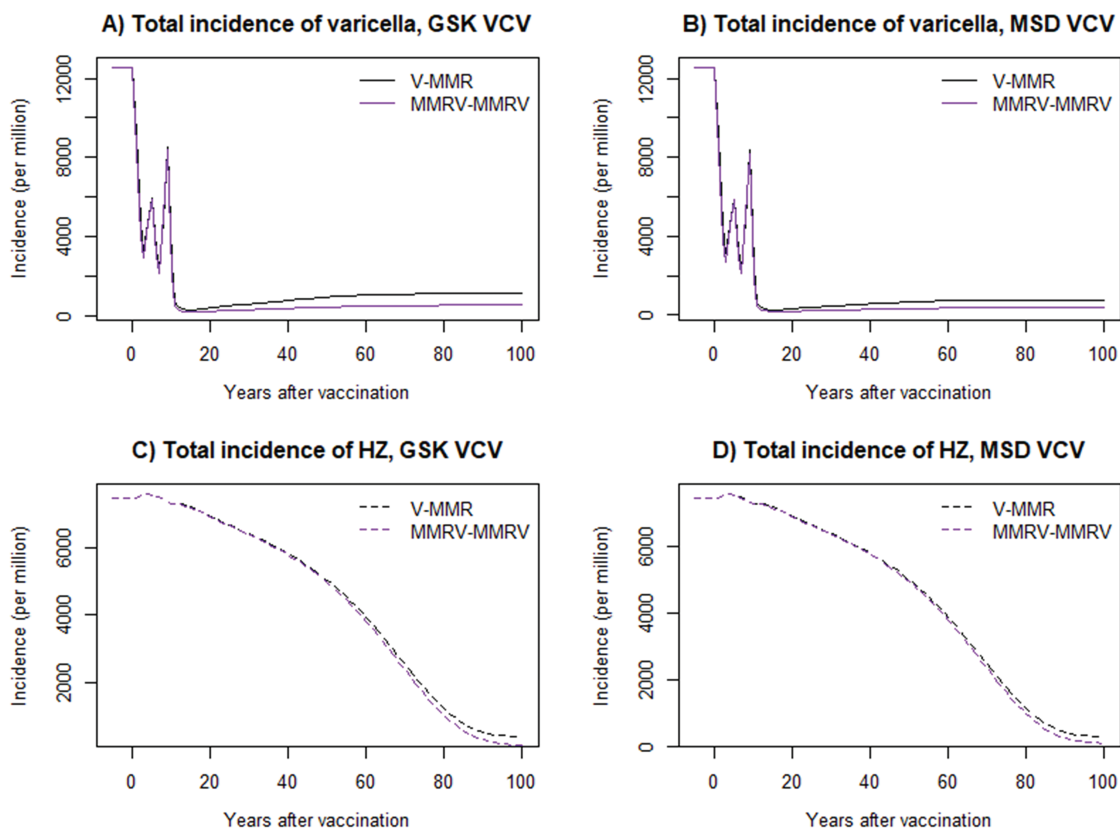 A) Total incidence of varicella, GSK VCV
Incidence (per million)
12000
8000
4000
0
V-MMR
MMRV-MMRV
0 20 40 60 80 100
Years after vaccination
B) Total incidence of varicella, MSD VCV
Incidence (per million)
12000
8000
4000
0
V-MMR
MMRV-MMRV
0 20 40 60 80 100
Years after vaccination
C) Total incidence of HZ, GSK VCV
Incidence (per million)
6000
4000
2000
V-MMR
MMRV-MMRV
0 20 40 60 80 100
Years after vaccination
D) Total incidence of HZ, MSD VCV
Incidence (per million)
6000
4000
2000
0
V-MMR
MMRV-MMRV
0 20 40 60 80 100
Years after vaccination